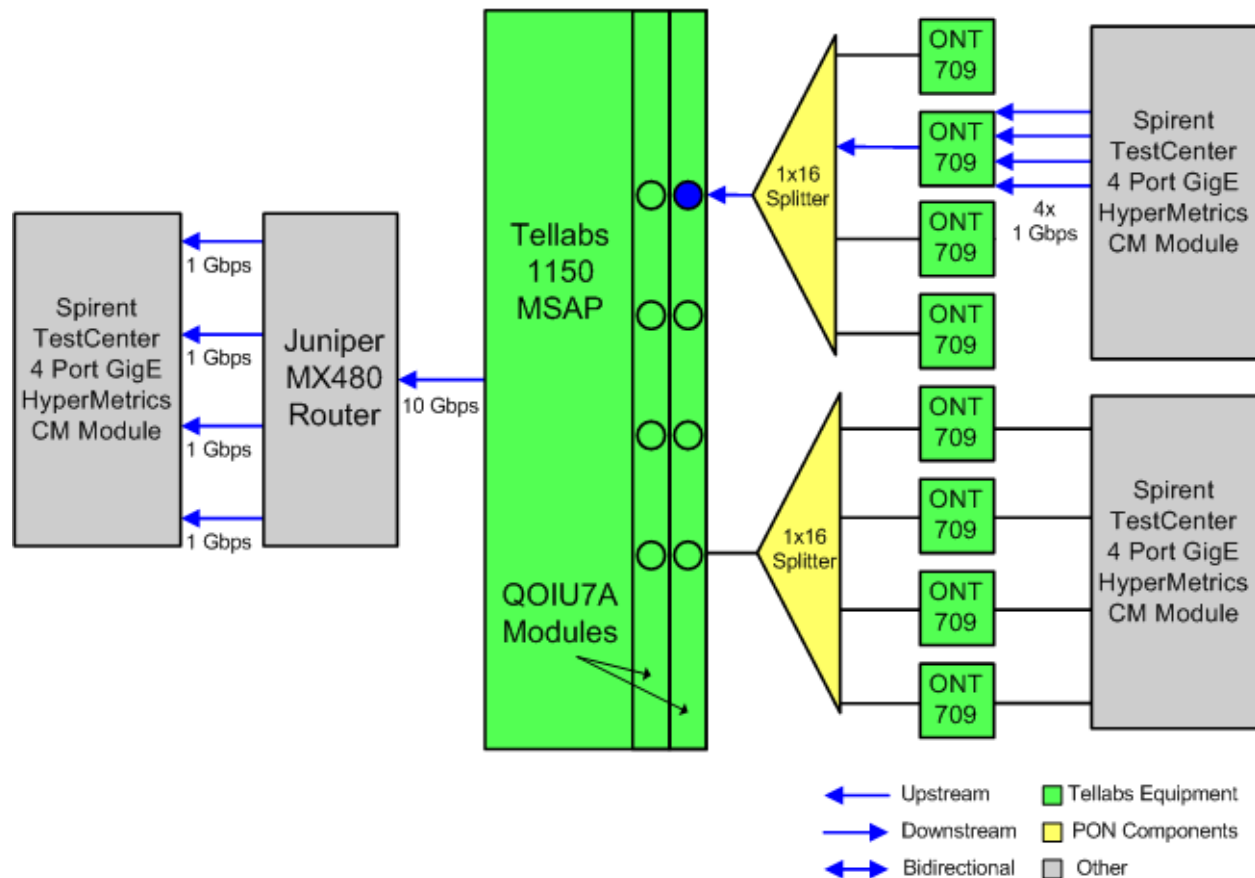 Spirent
TestCenter
4 Port GigE
HyperMetrics
CM Module
1 Gbps
1 Gbps
1 Gbps
1 Gbps
Juniper
MX480
Router
10 Gbps
Tellabs
1150
MSAP
QOIU7A
Modules
1x16
Splitter
1x16
Splitter
ONT
709
ONT
709
ONT
709
ONT
709
ONT
709
ONT
709
ONT
709
ONT
709
4x
1 Gbps
Spirent
TestCenter
4 Port GigE
HyperMetrics
CM Module
Spirent
TestCenter
4 Port GigE
HyperMetrics
CM Module
Upstream
Downstream
Bidirectional
Tellabs Equipment
PON Components
Other